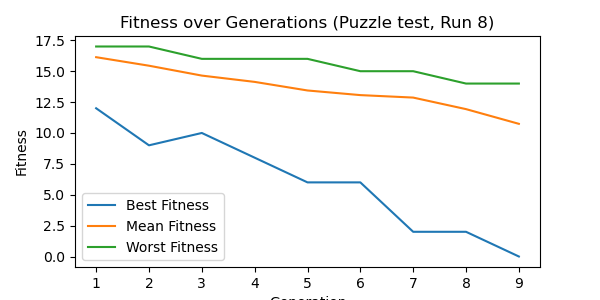 Fitness over Generations (Puzzle test, Run 8)
17.5
15.0
12.5
10.0
7.5
5.0
2.5
0.0
Fitness
Best Fitness
Mean Fitness
Worst Fitness
1 2 3 4 5 6 7 8 9
Generation